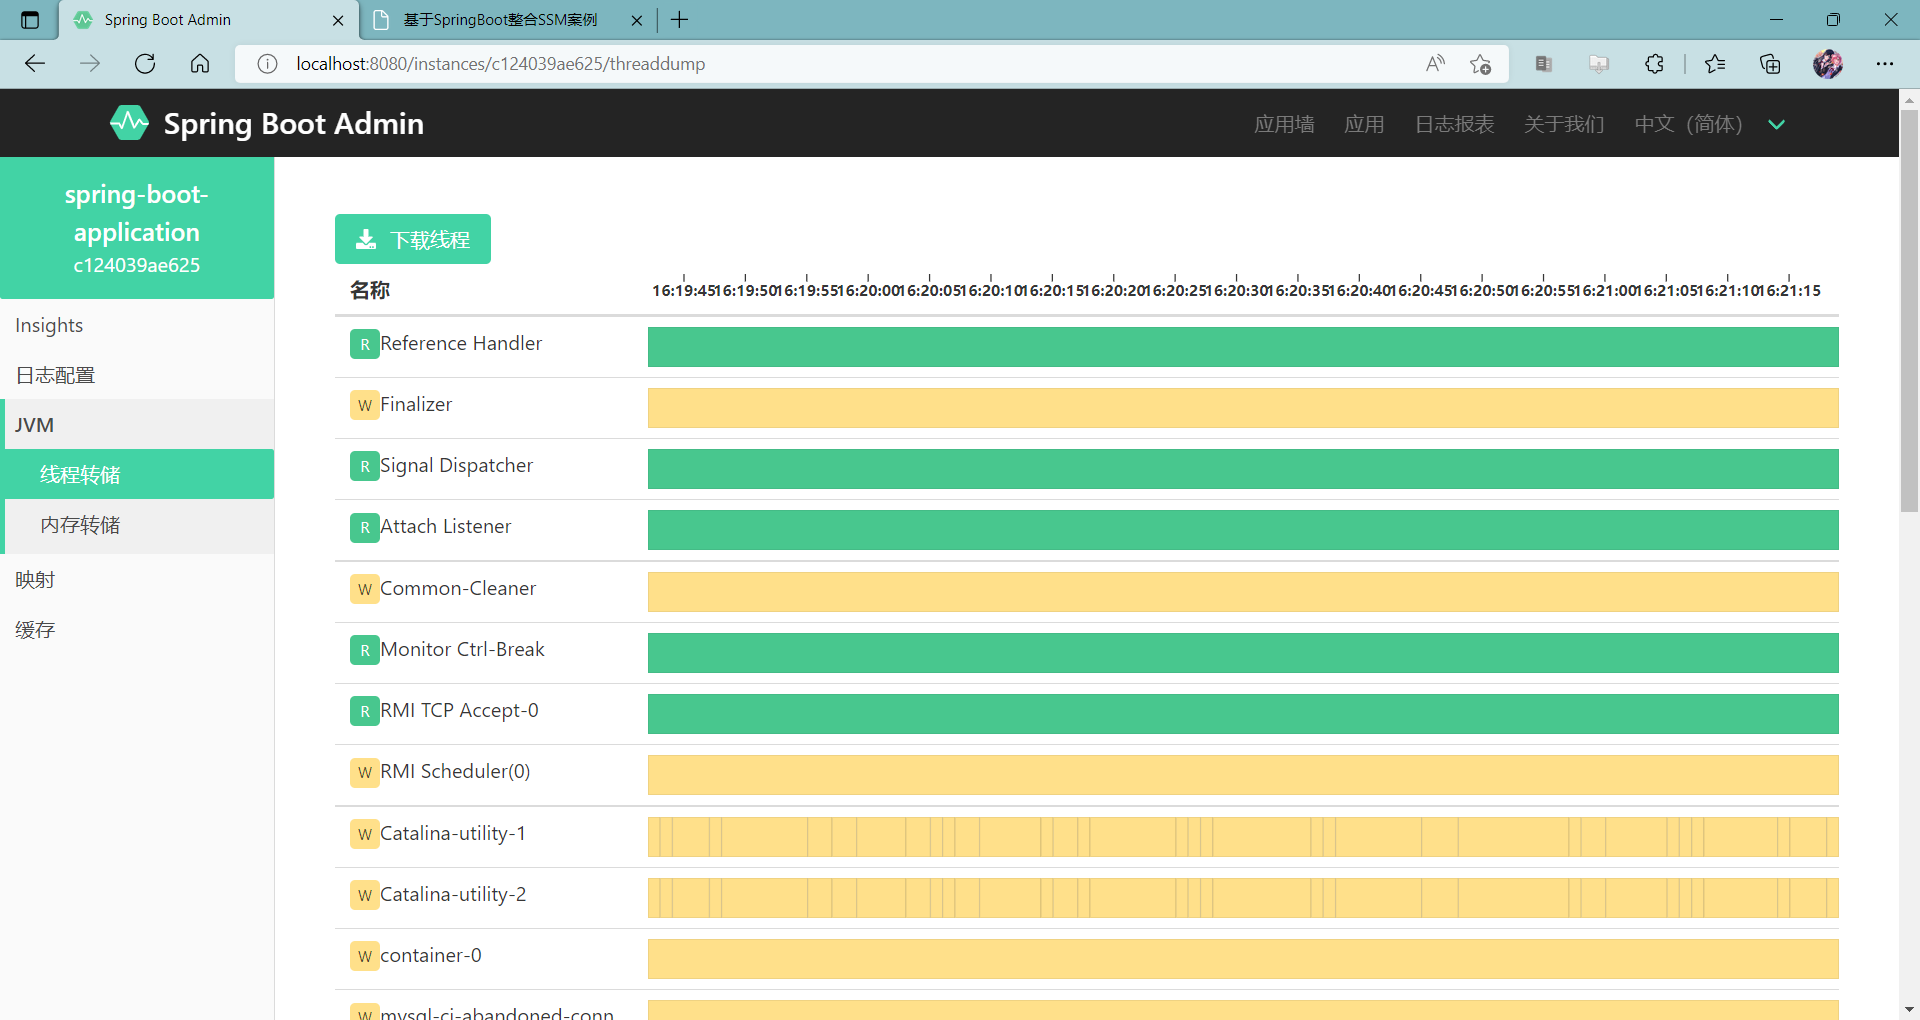 Spring Boot Admin
基于SpringBoot整合SSM案例
localhost:8080/instances/c124039ae625/threaddump
Spring Boot Admin
应用墙 应用 日志报表 关于我们 中文（简体）
spring-boot-
application
c124039ae625
Insights
日志配置
JVM
线程转储
内存转储
映射
缓存
下载线程
名称 16:19:45 16:19:50 16:19:55 16:20:00 16:20:05 16:20:10 16:20:15 16:20:20 16:20:25 16:20:30 16:20:35 16:20:40 16:20:45 16:20:50 16:20:55 16:21:00 16:21:05 16:21:10 16:21:15
R Reference Handler
W Finalizer
R Signal Dispatcher
R Attach Listener
W Common-Cleaner
R Monitor Ctrl-Break
R RMI TCP Accept-0
W RMI Scheduler(0)
W Catalina-utility-1
W Catalina-utility-2
W container-0
W mysql-cj-abandoned-conn